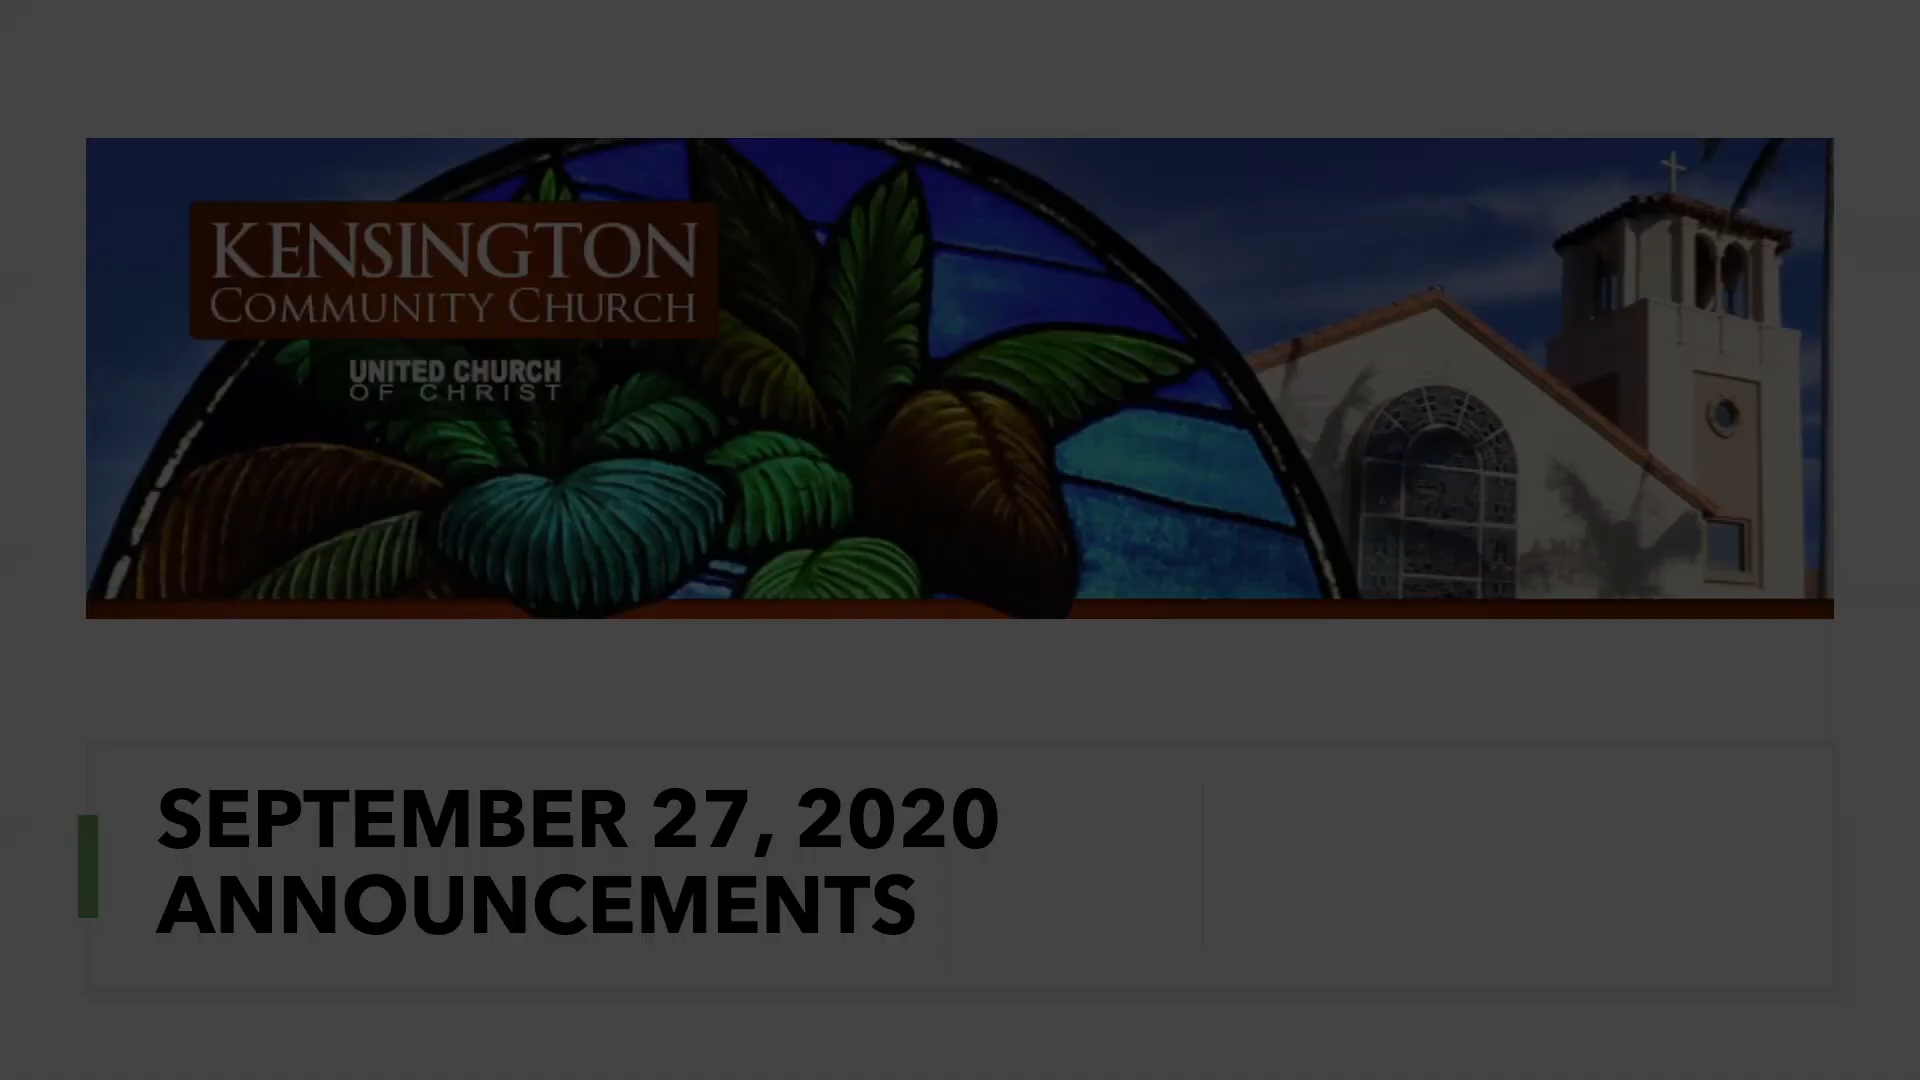 KENSINGTON
COMMUNITY CHURCH
UNITED CHURCH
OF CHRIST
SEPTEMBER 27, 2020
ANNOUNCEMENTS